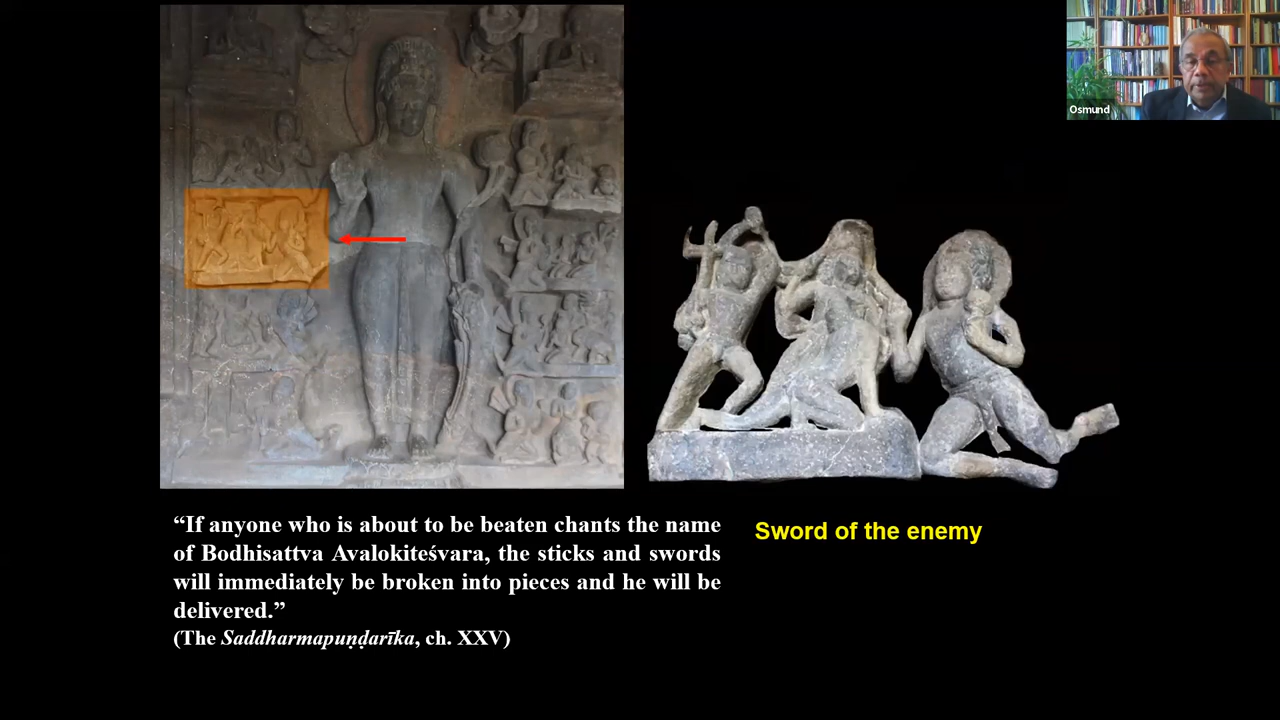 Osmund
“If anyone who is about to be beaten chants the name
of Bodhisattva Avalokiteśvara, the sticks and swords
will immediately be broken into pieces and he will be
delivered.”
(The Saddharmapuṇḍarīka, ch. XXV)
Sword of the enemy